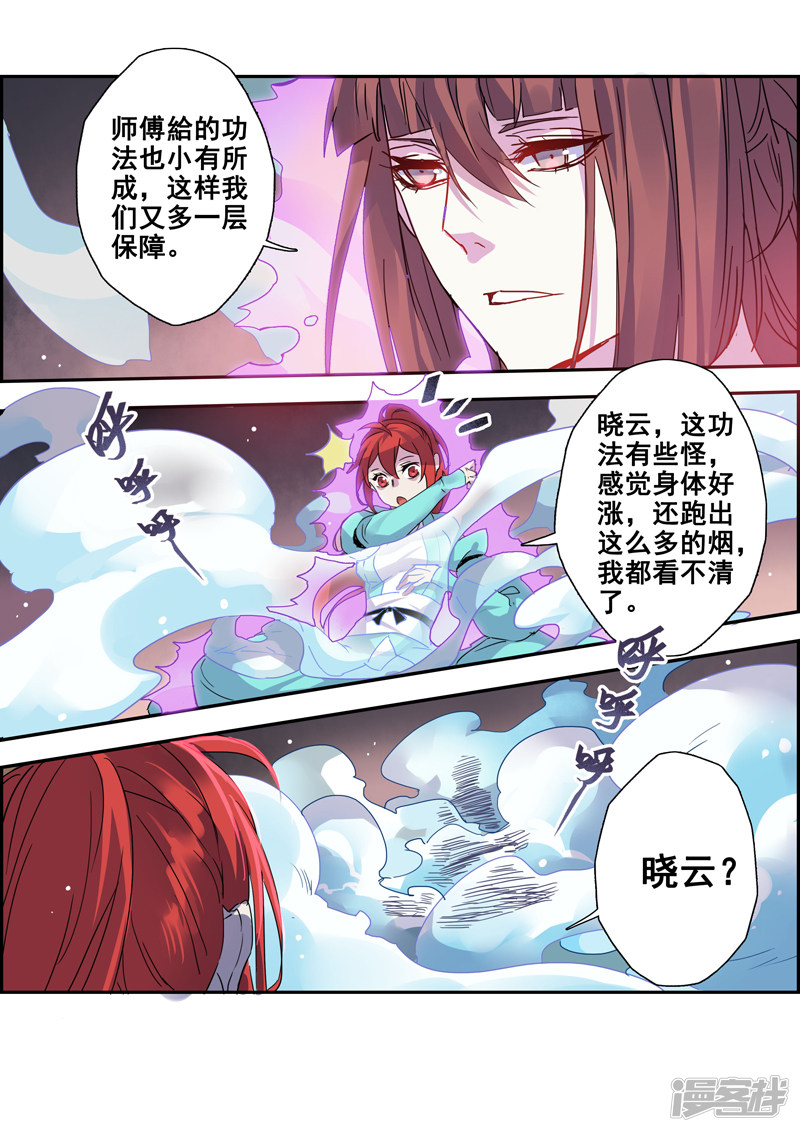 师傅給的功
法也小有所
成，这样我
们又多一层
保障。
呼
呼
呼
晓云，这功
法有些怪，
感觉身体好
涨，还跑出
这么多的烟，
我都看不清
了。
呼
呼
呼
晓云？
漫客栈